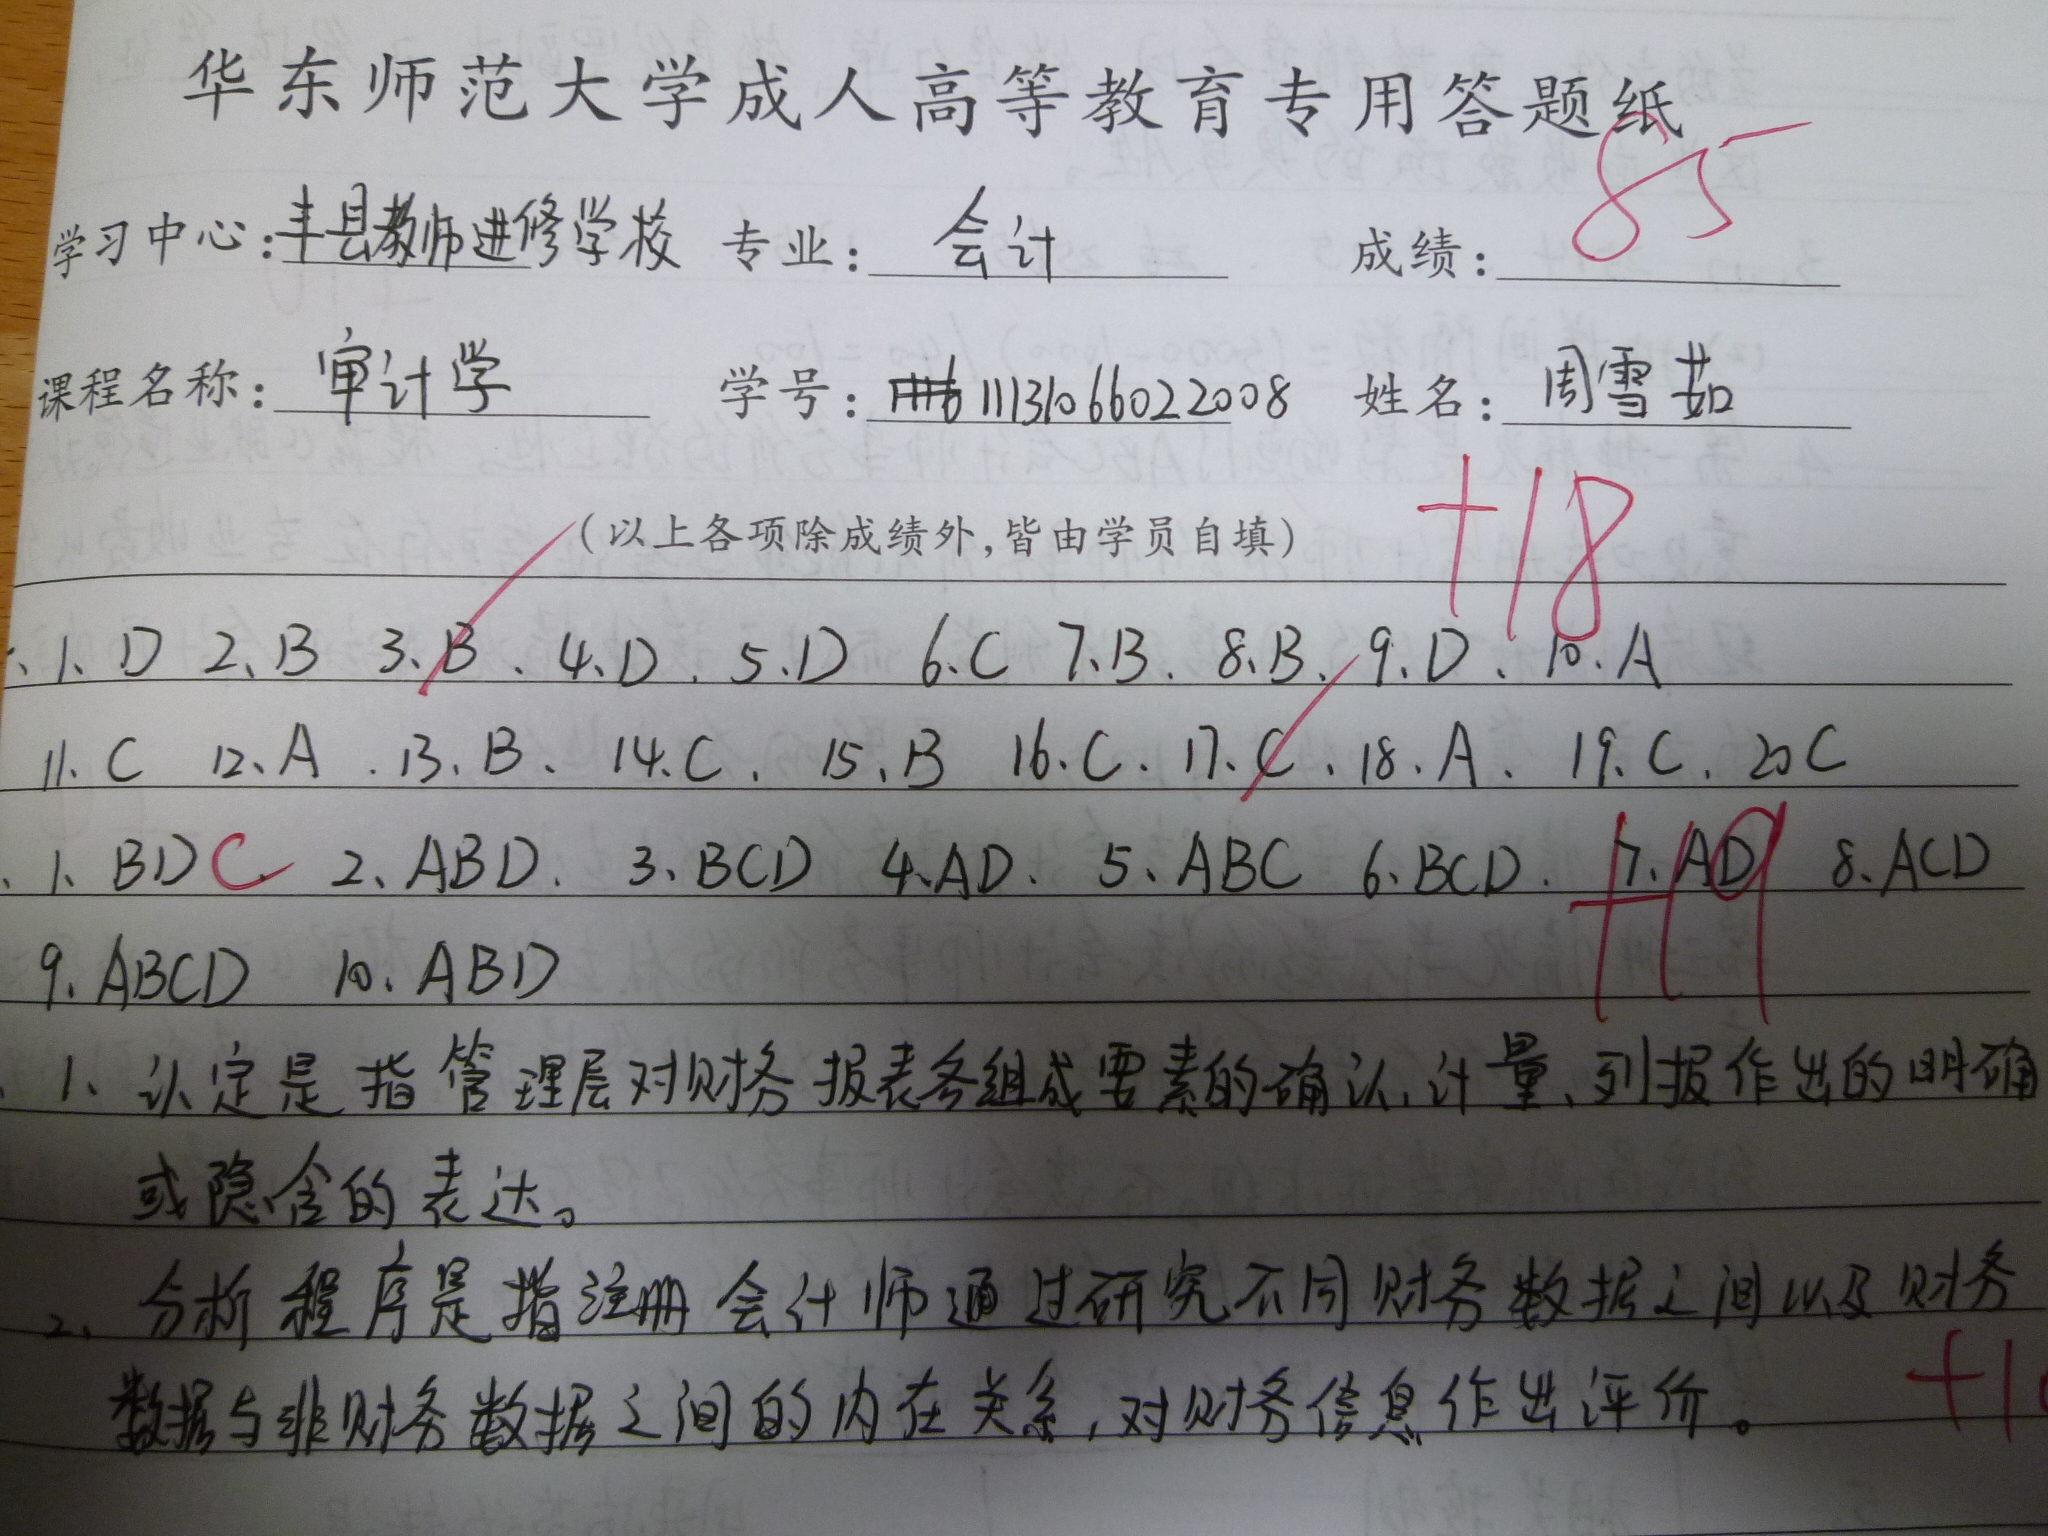 华东师范大学成人高等教育专用答题纸
85
学习中心:丰县教师进修学校 专业:会计 成绩:
课程名称:审计学 学号:11131066022008 姓名:周雪茹
(以上各项除成绩外,皆由学员自填) +18
1、D 2、B 3、B、4、D. 5、D 6、C 7、B. 8、B、9、D、10、A
11、C 12、A . 13、B、 14、C. 15、B 16、C. 17、C、18、A. 19、C. 20 C
1、BD C 2、ABD. 3、BCD 4、AD. 5、ABC 6、BCD. 7、AD 8、ACD
+19
9、ABCD 10、ABD
1、认定是指管理层对财务报表各组成要素的确认、计量、列报作出的明确
或隐含的表达。
2、分析程序是指注册会计师通过研究不同财务数据之间以及财务
数据与非财务数据之间的内在关系,对财务信息作出评价。